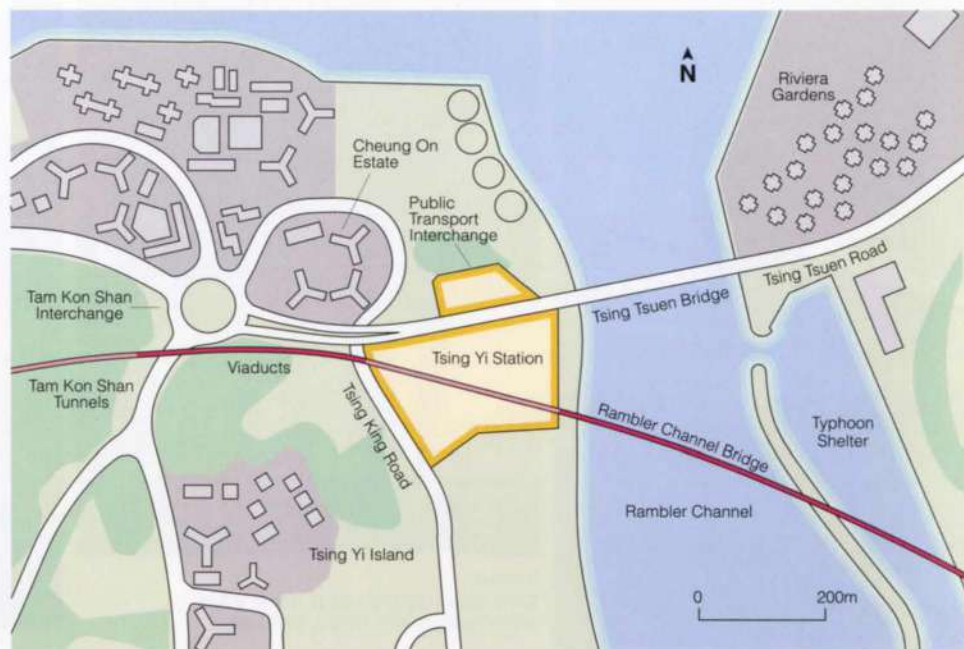 N
Riviera
Gardens
Cheung On
Estate
Public
Transport
Interchange
Tsing Tsuen Road
Tsing Tsuen Bridge
Tam Kon Shan
Interchange
Tsing Yi Station
Viaducts
Tam Kon Shan
Tunnels
Tsing King Road
Rambler Channel Bridge
Typhoon
Shelter
Rambler Channel
Tsing Yi Island
0 200m